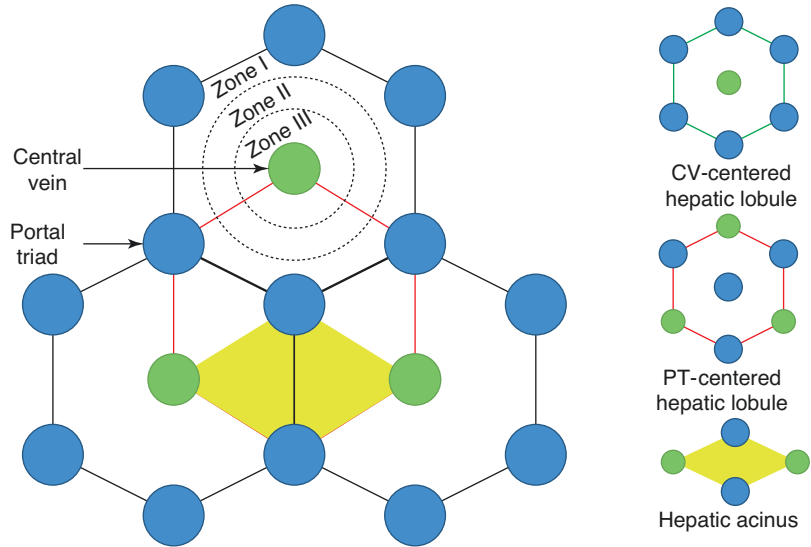 Zone I
Zone II
Zone III
Central
vein
Portal
triad
CV-centered
hepatic lobule
PT-centered
hepatic lobule
Hepatic acinus